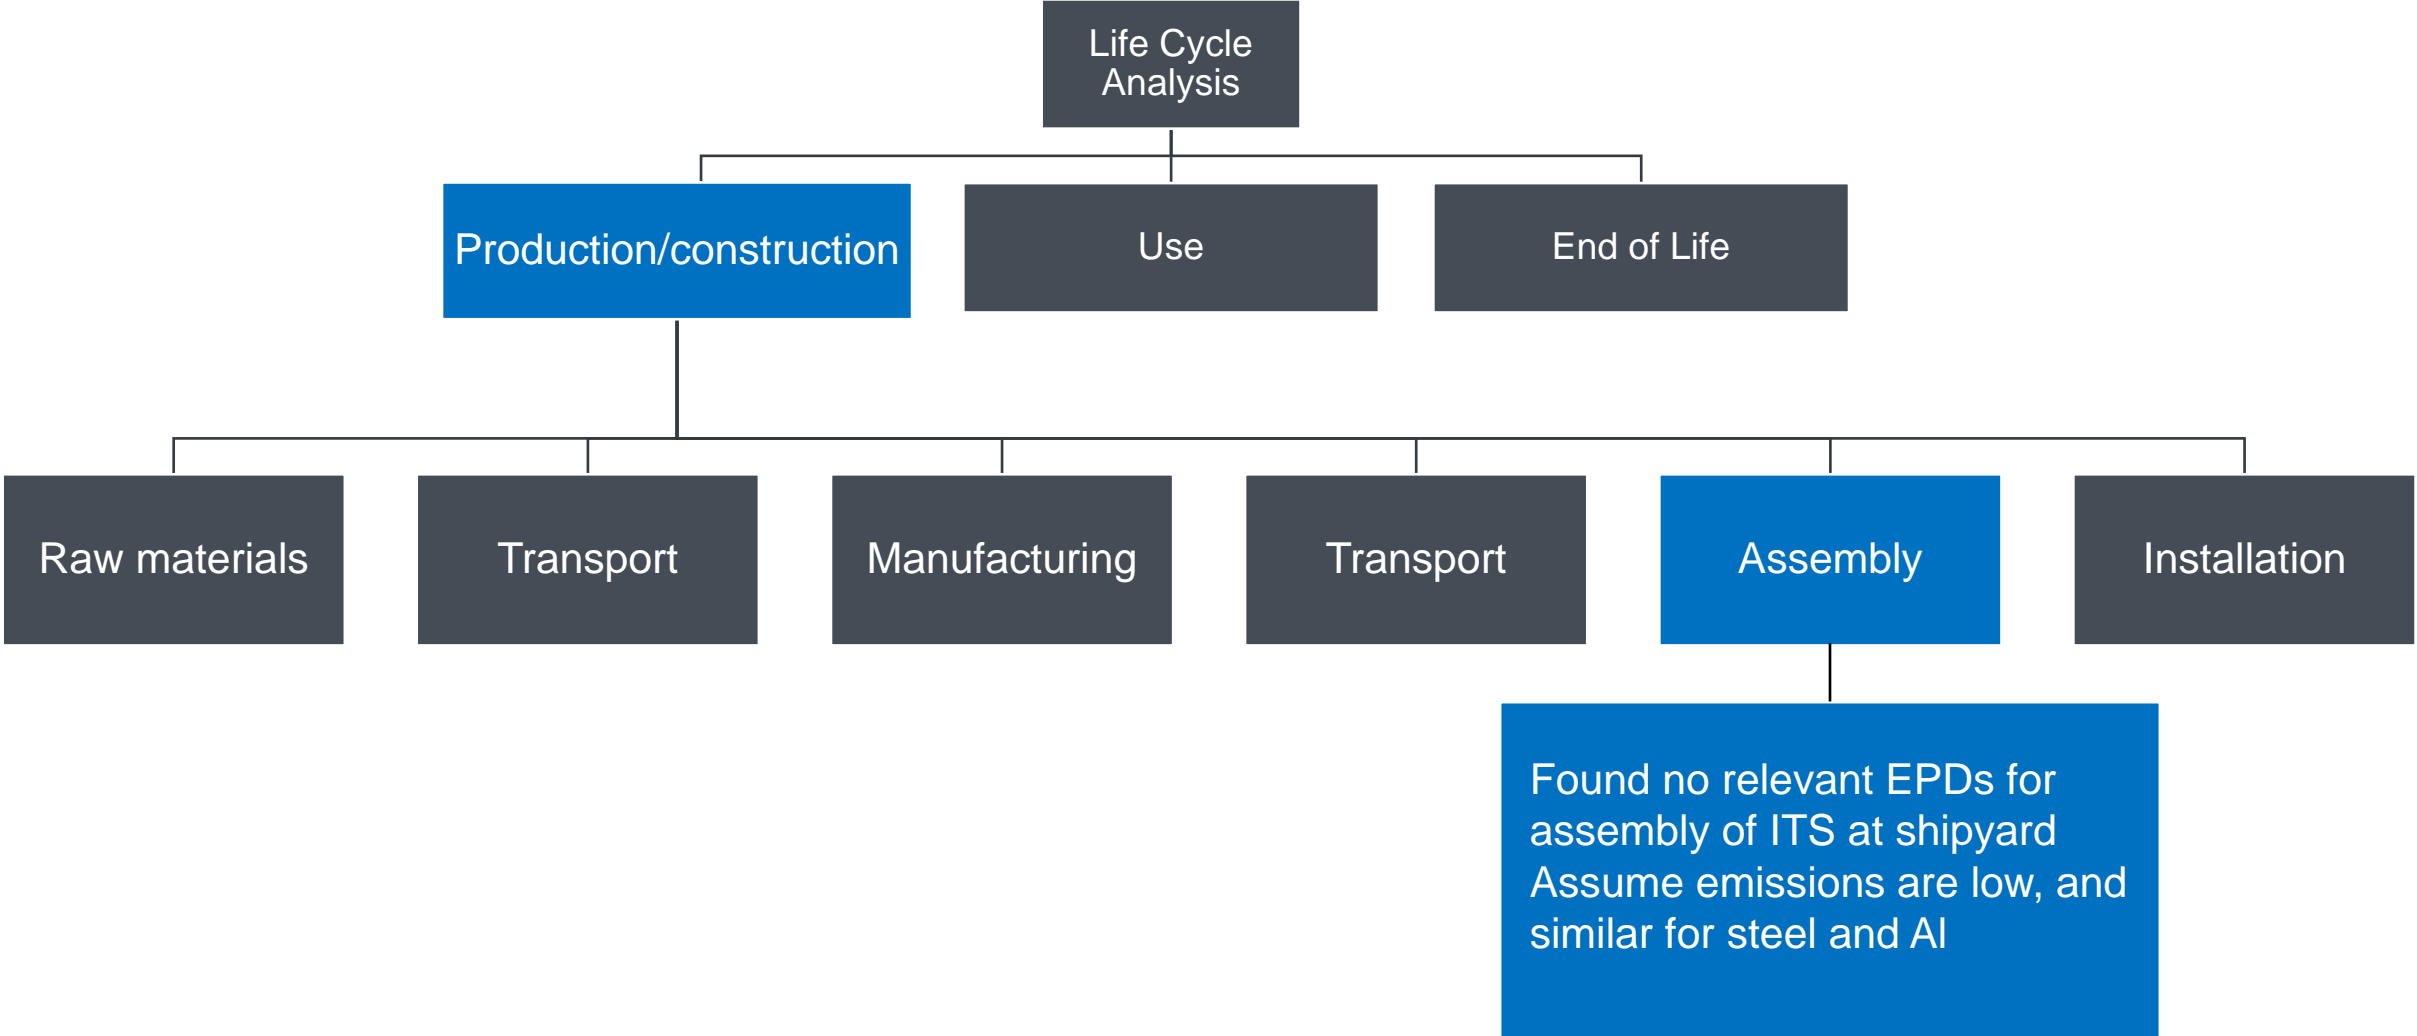 Life Cycle
Analysis
Production/construction
Use
End of Life
Raw materials
Transport
Manufacturing
Transport
Assembly
Installation
Found no relevant EPDs for
assembly of ITS at shipyard
Assume emissions are low, and
similar for steel and Al